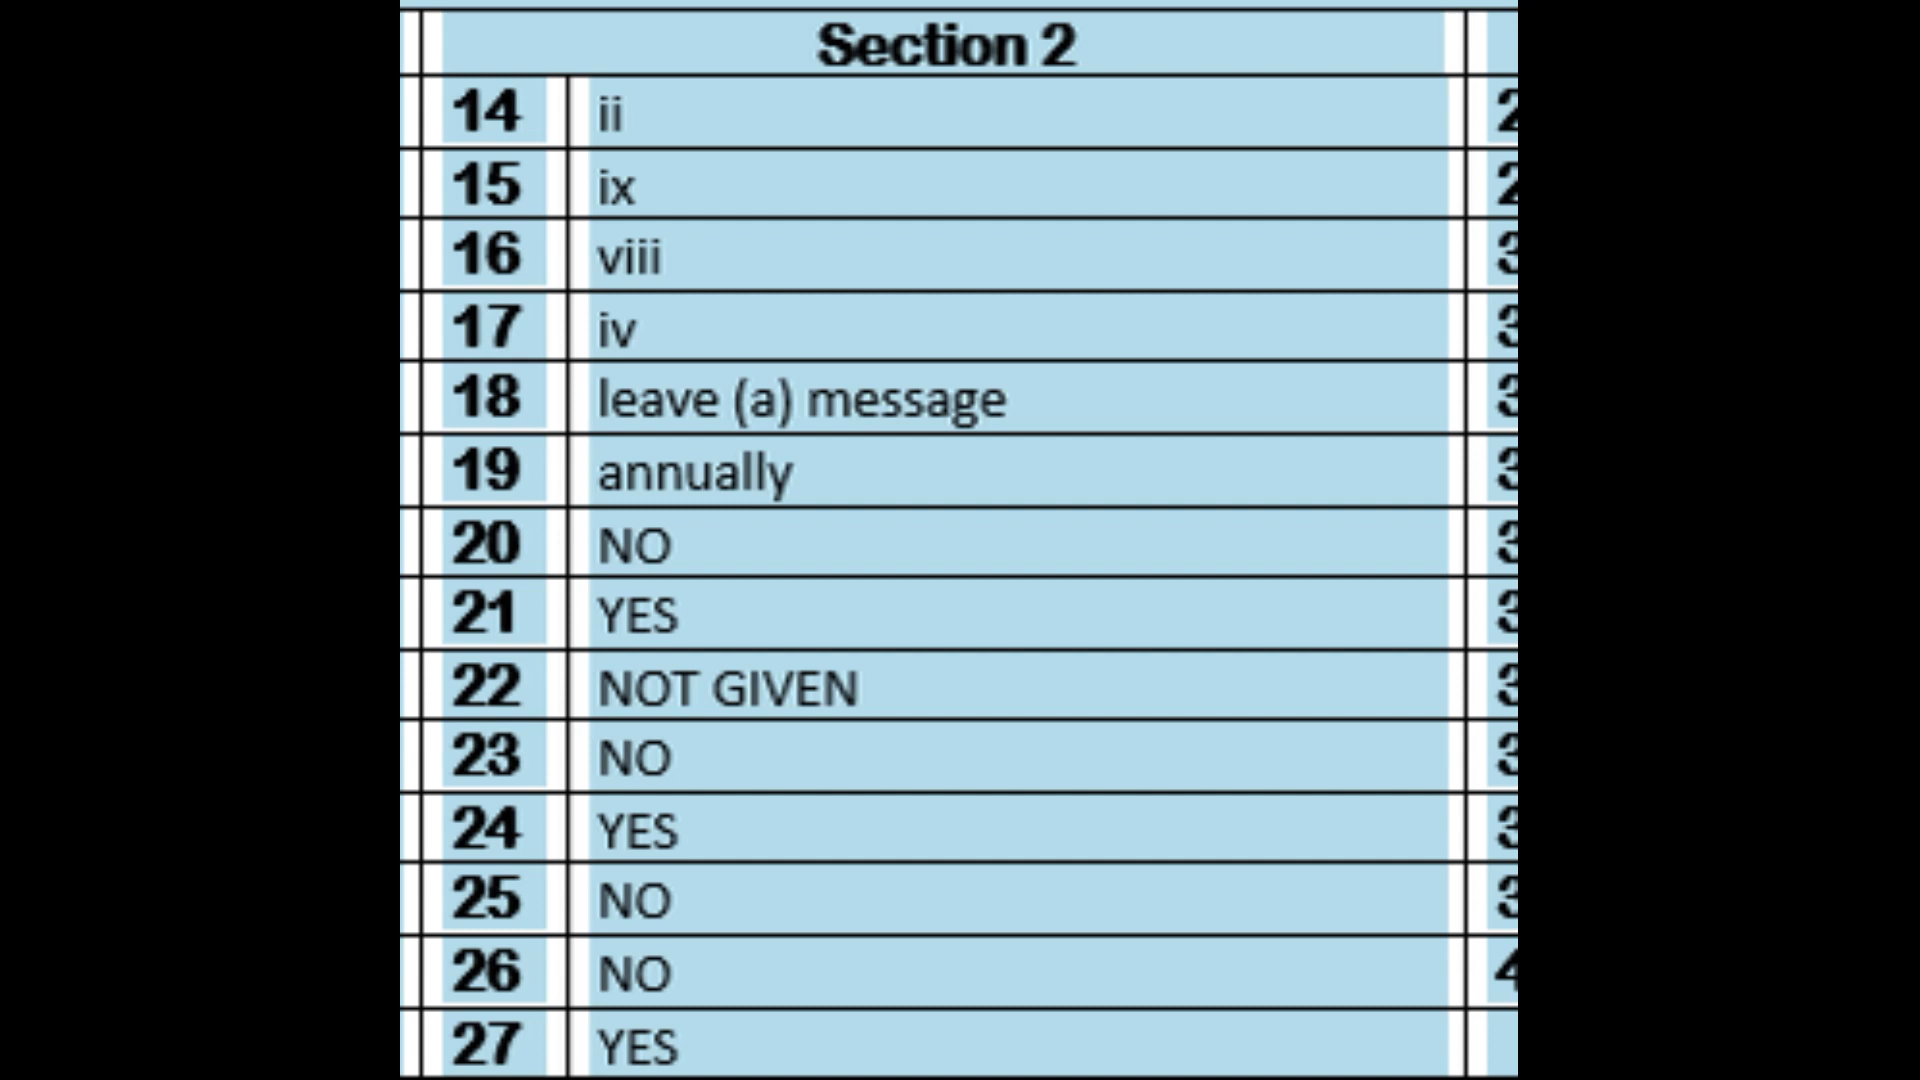 Section 2
14 ii
15 ix
16 viii
17 iv
18 leave (a) message
19 annually
20 NO
21 YES
22 NOT GIVEN
23 NO
24 YES
25 NO
26 NO
27 YES